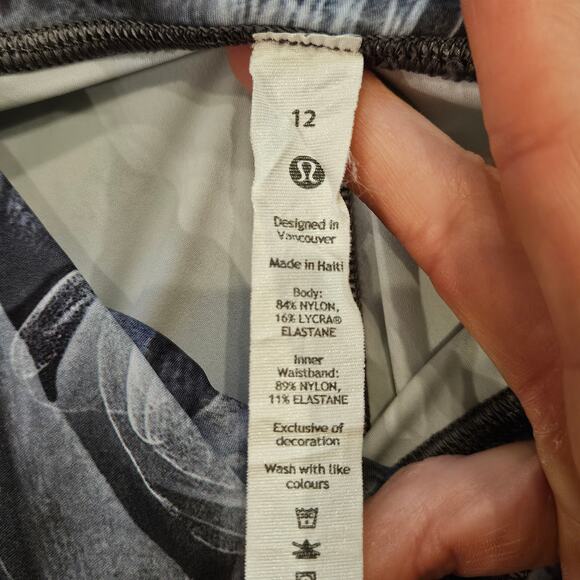 12
Designed in
Vancouver
Made in Haiti
Body:
84% NYLON,
16% LYCRA®
ELASTANE
Inner
Waistband:
89% NYLON,
11% ELASTANE
Exclusive of
decoration
Wash with like
colours